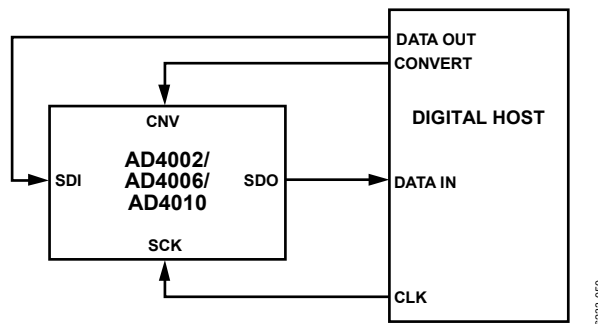 DATA OUT
CONVERT
DIGITAL HOST
CNV
AD4002/
AD4006/
AD4010
SDI
SDO
DATA IN
SCK
CLK